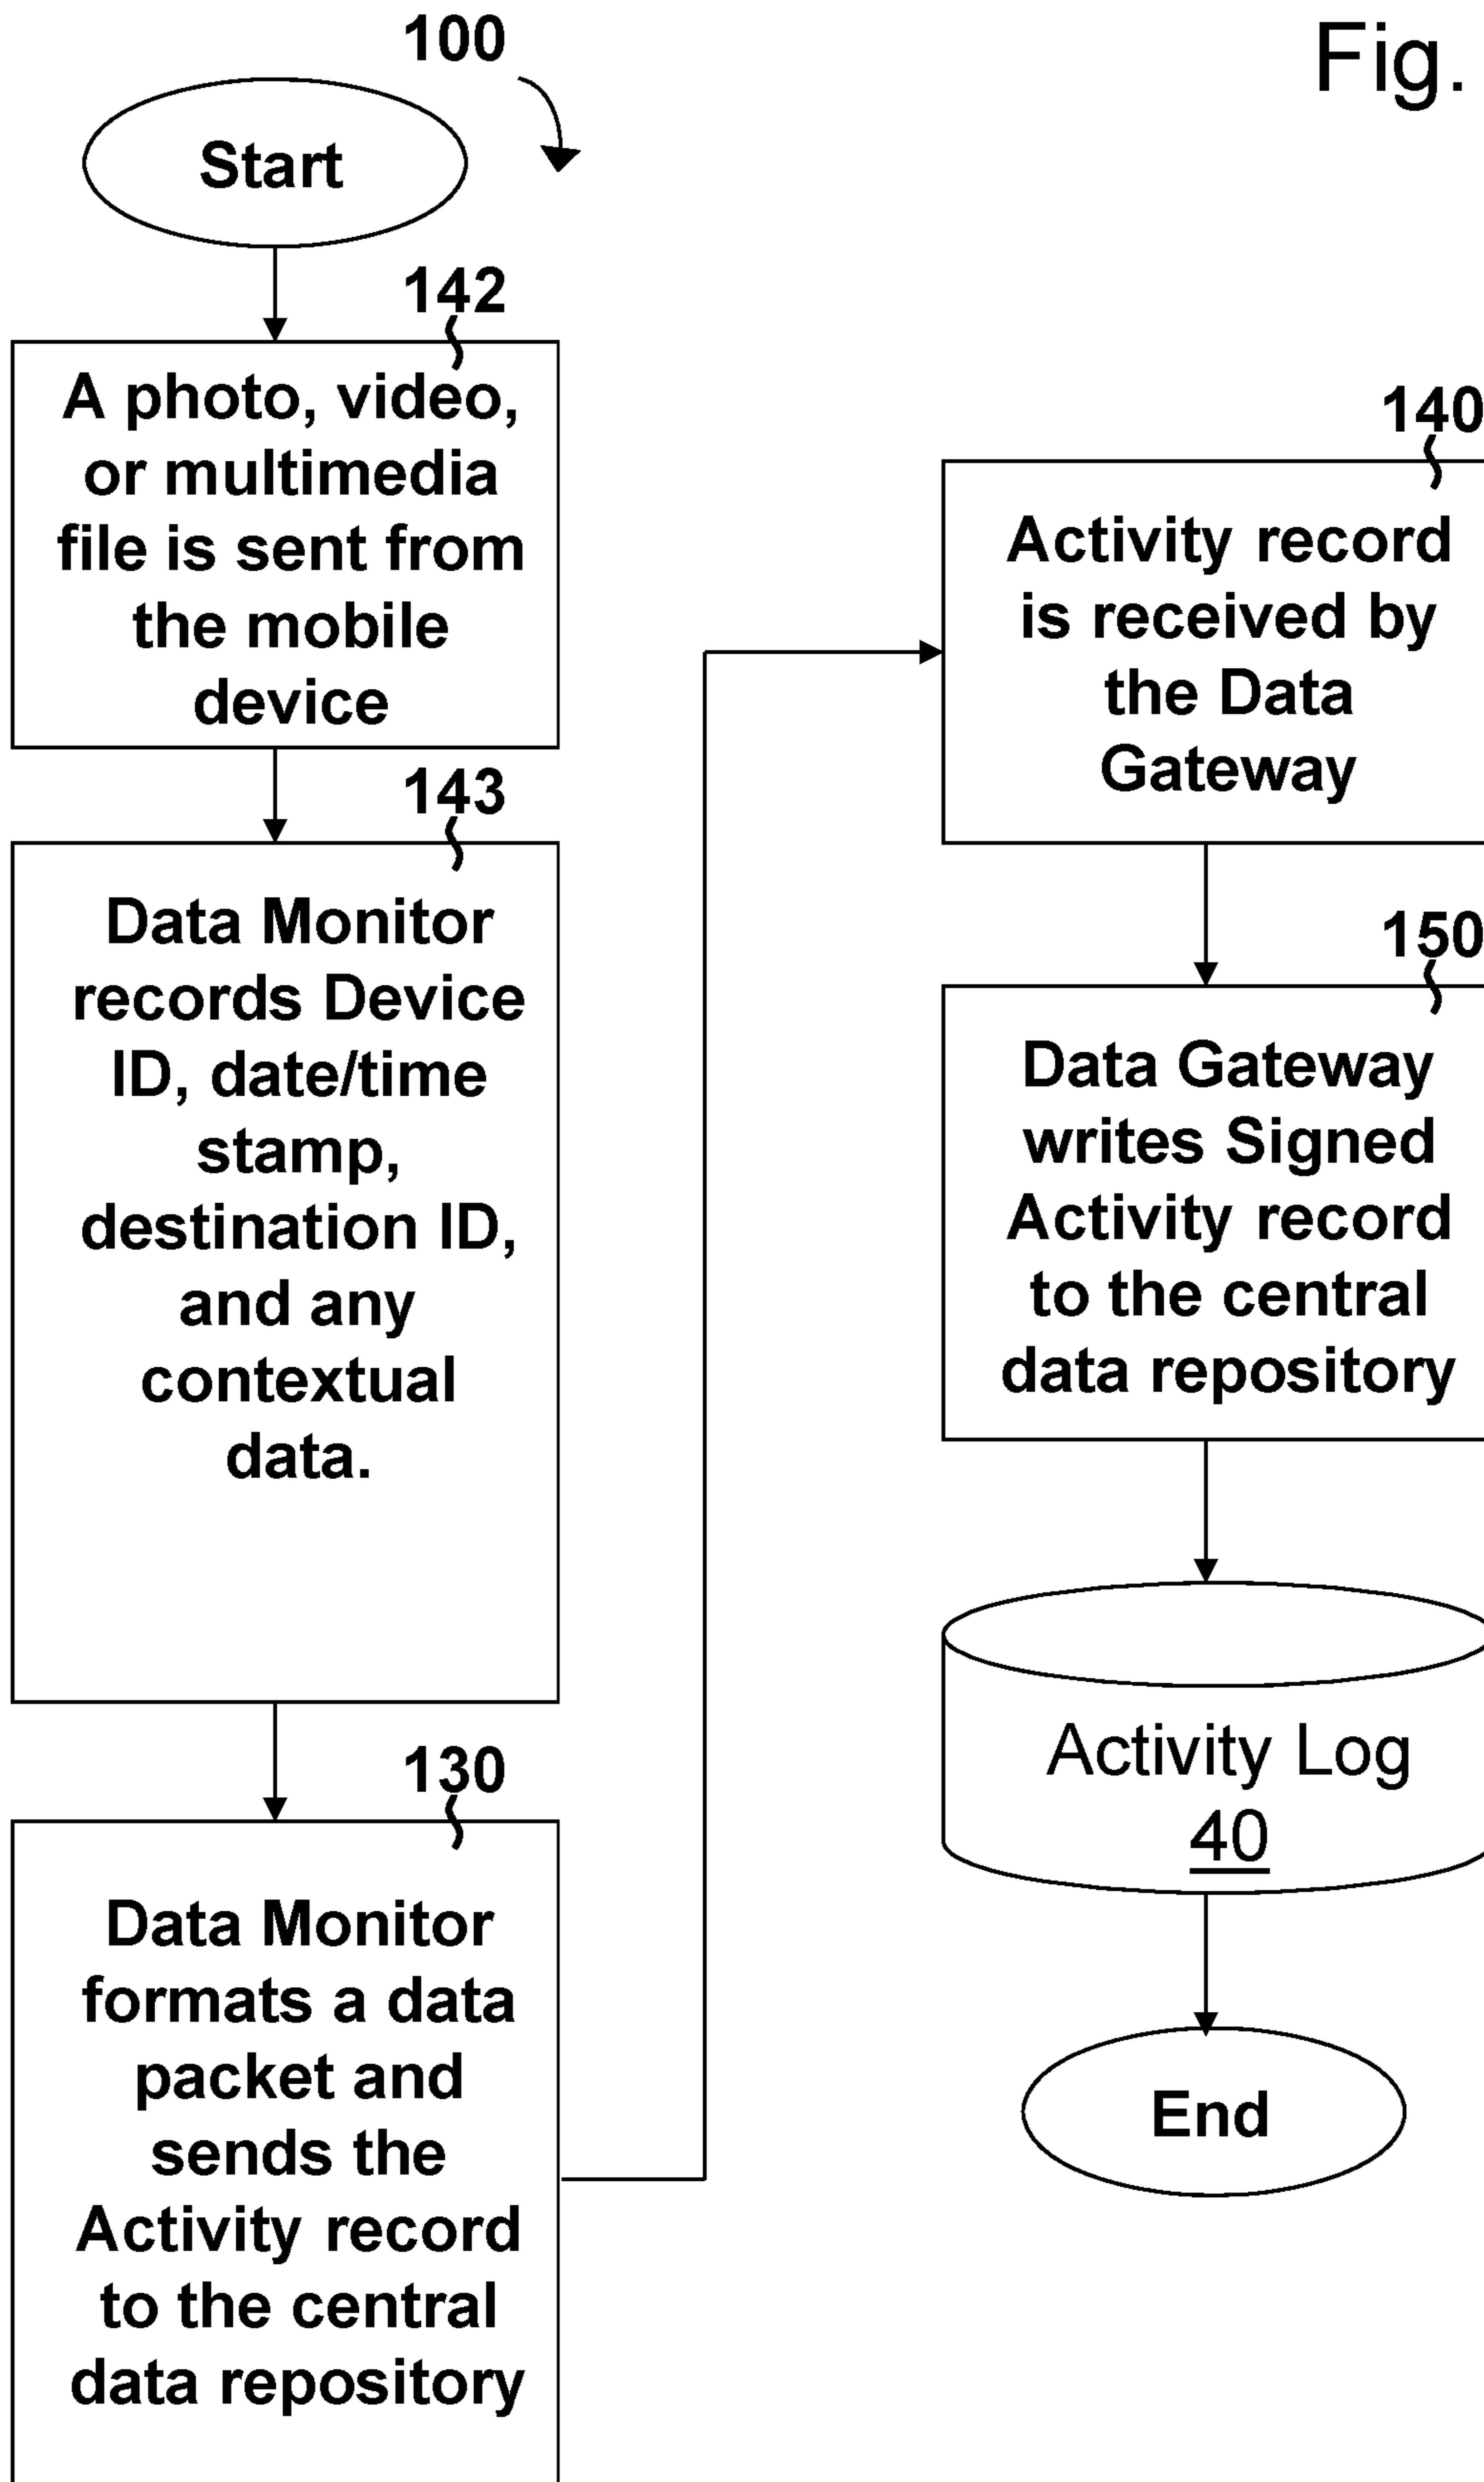 100
Fig.
Start
142
A photo, video,
or multimedia
file is sent from
the mobile
device
143
Data Monitor
records Device
ID, date/time
stamp,
destination ID,
and any
contextual
data.
130
Data Monitor
formats a data
packet and
sends the
Activity record
to the central
data repository
140
Activity record
is received by
the Data
Gateway
150
Data Gateway
writes Signed
Activity record
to the central
data repository
Activity Log
40
End